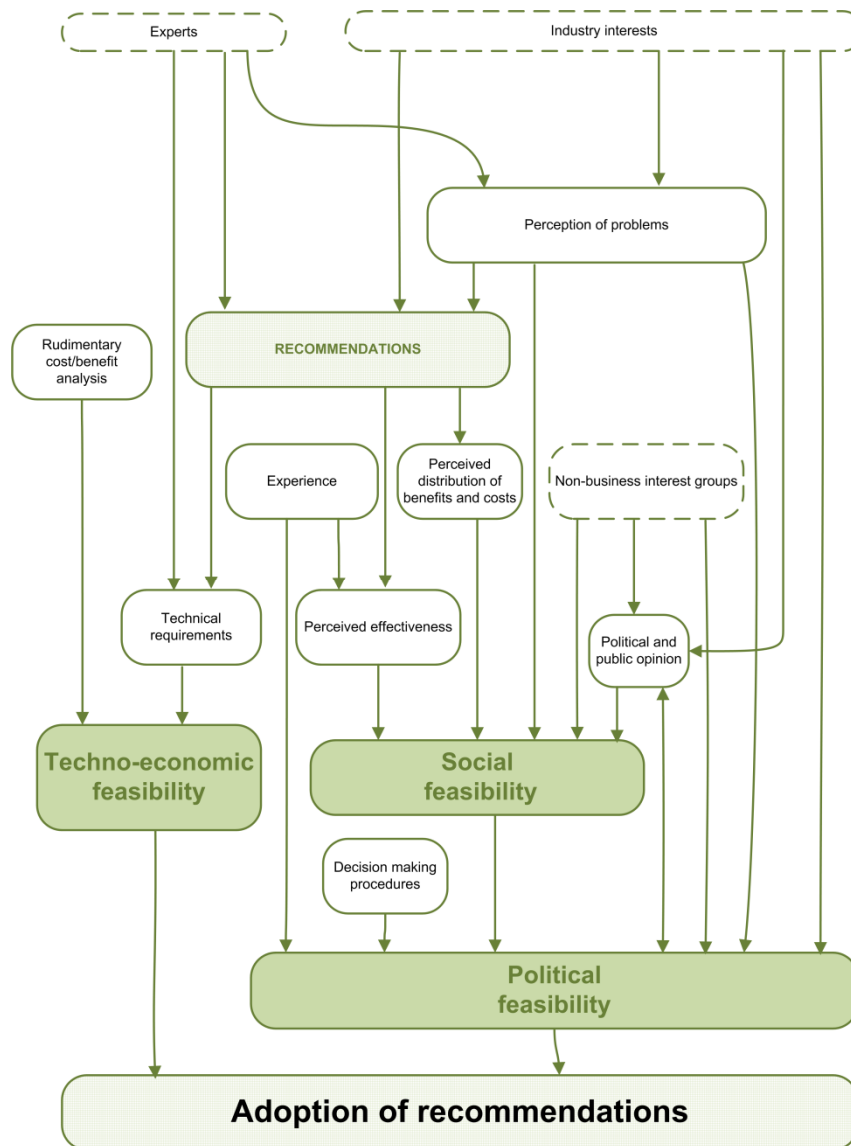 Experts
Industry interests
Perception of problems
RECOMMENDATIONS
Rudimentary
cost/benefit
analysis
Experience
Perceived
distribution of
benefits and costs
Non-business interest groups
Technical
requirements
Perceived effectiveness
Political and
public opinion
Techno-economic
feasibility
Social
feasibility
Decision making
procedures
Political
feasibility
Adoption of recommendations